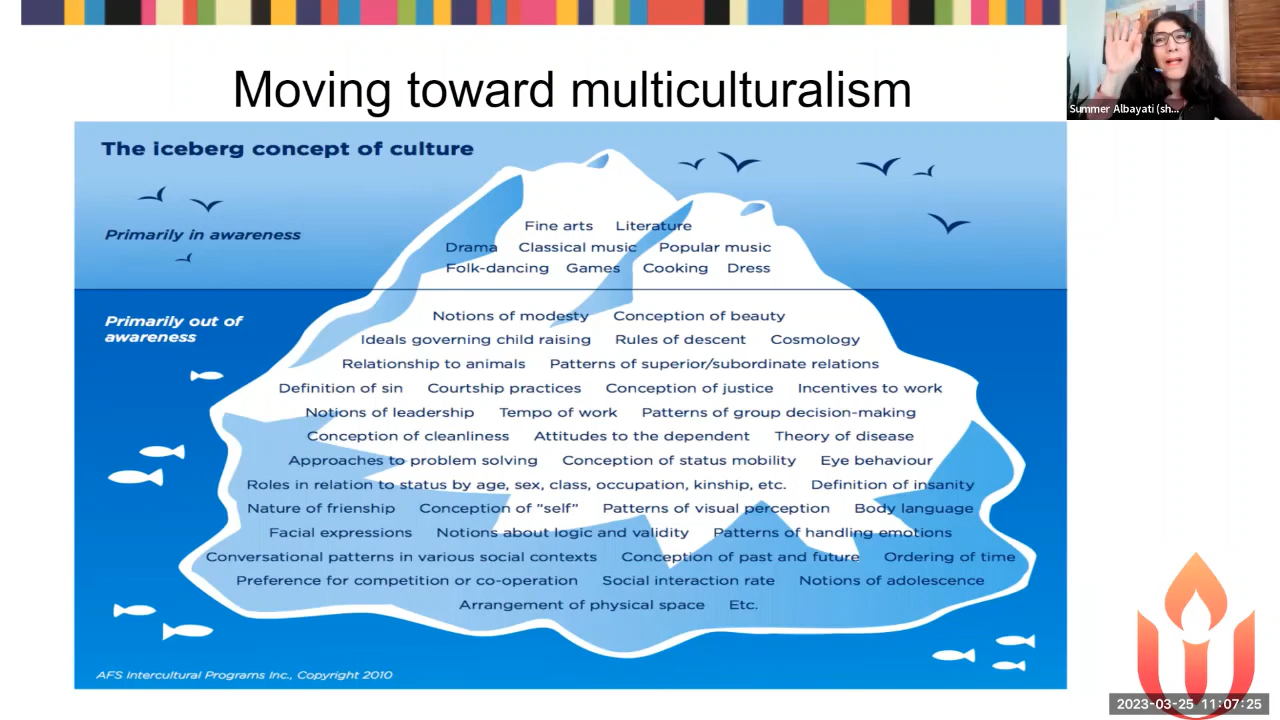 Moving toward multiculturalism
Summer Albayati (sh...
The iceberg concept of culture
Primarily in awareness
Fine arts Literature
Drama Classical music Popular music
Folk-dancing Games Cooking Dress
Primarily out of
awareness
Notions of modesty Conception of beauty
Ideals governing child raising Rules of descent Cosmology
Relationship to animals Patterns of superior/subordinate relations
Definition of sin Courtship practices Conception of justice Incentives to work
Notions of leadership Tempo of work Patterns of group decision-making
Conception of cleanliness Attitudes to the dependent Theory of disease
Approaches to problem solving Conception of status mobility Eye behaviour
Roles in relation to status by age, sex, class, occupation, kinship, etc. Definition of insanity
Nature of frienship Conception of “self” Patterns of visual perception Body language
Facial expressions Notions about logic and validity Patterns of handling emotions
Conversational patterns in various social contexts Conception of past and future Ordering of time
Preference for competition or co-operation Social interaction rate Notions of adolescence
Arrangement of physical space Etc.
AFS Intercultural Programs Inc., Copyright 2010
2023-03-25 11:07:25